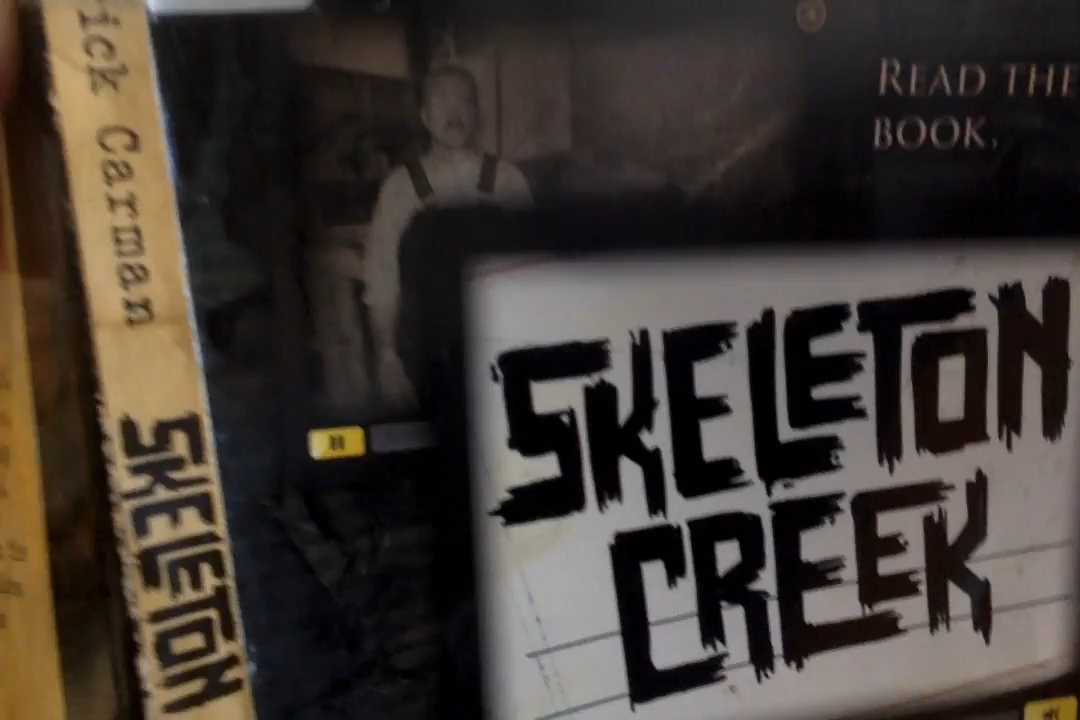 ick Carman
SKELETON
READ THE
BOOK.
SKELETON
CREEK